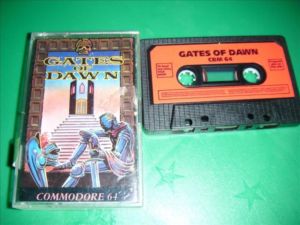 GATES
OF
DAWN
COMMODORE 64
GATES OF DAWN
CBM 64